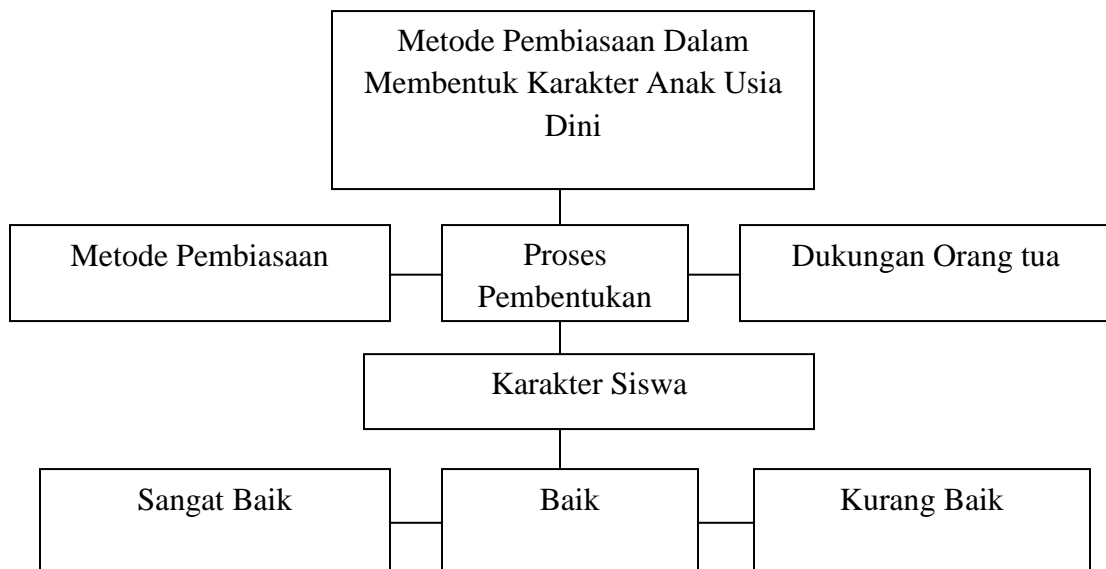 Metode Pembiasaan Dalam
Membentuk Karakter Anak Usia
Dini
Metode Pembiasaan
Proses
Pembentukan
Dukungan Orang tua
Karakter Siswa
Sangat Baik
Baik
Kurang Baik